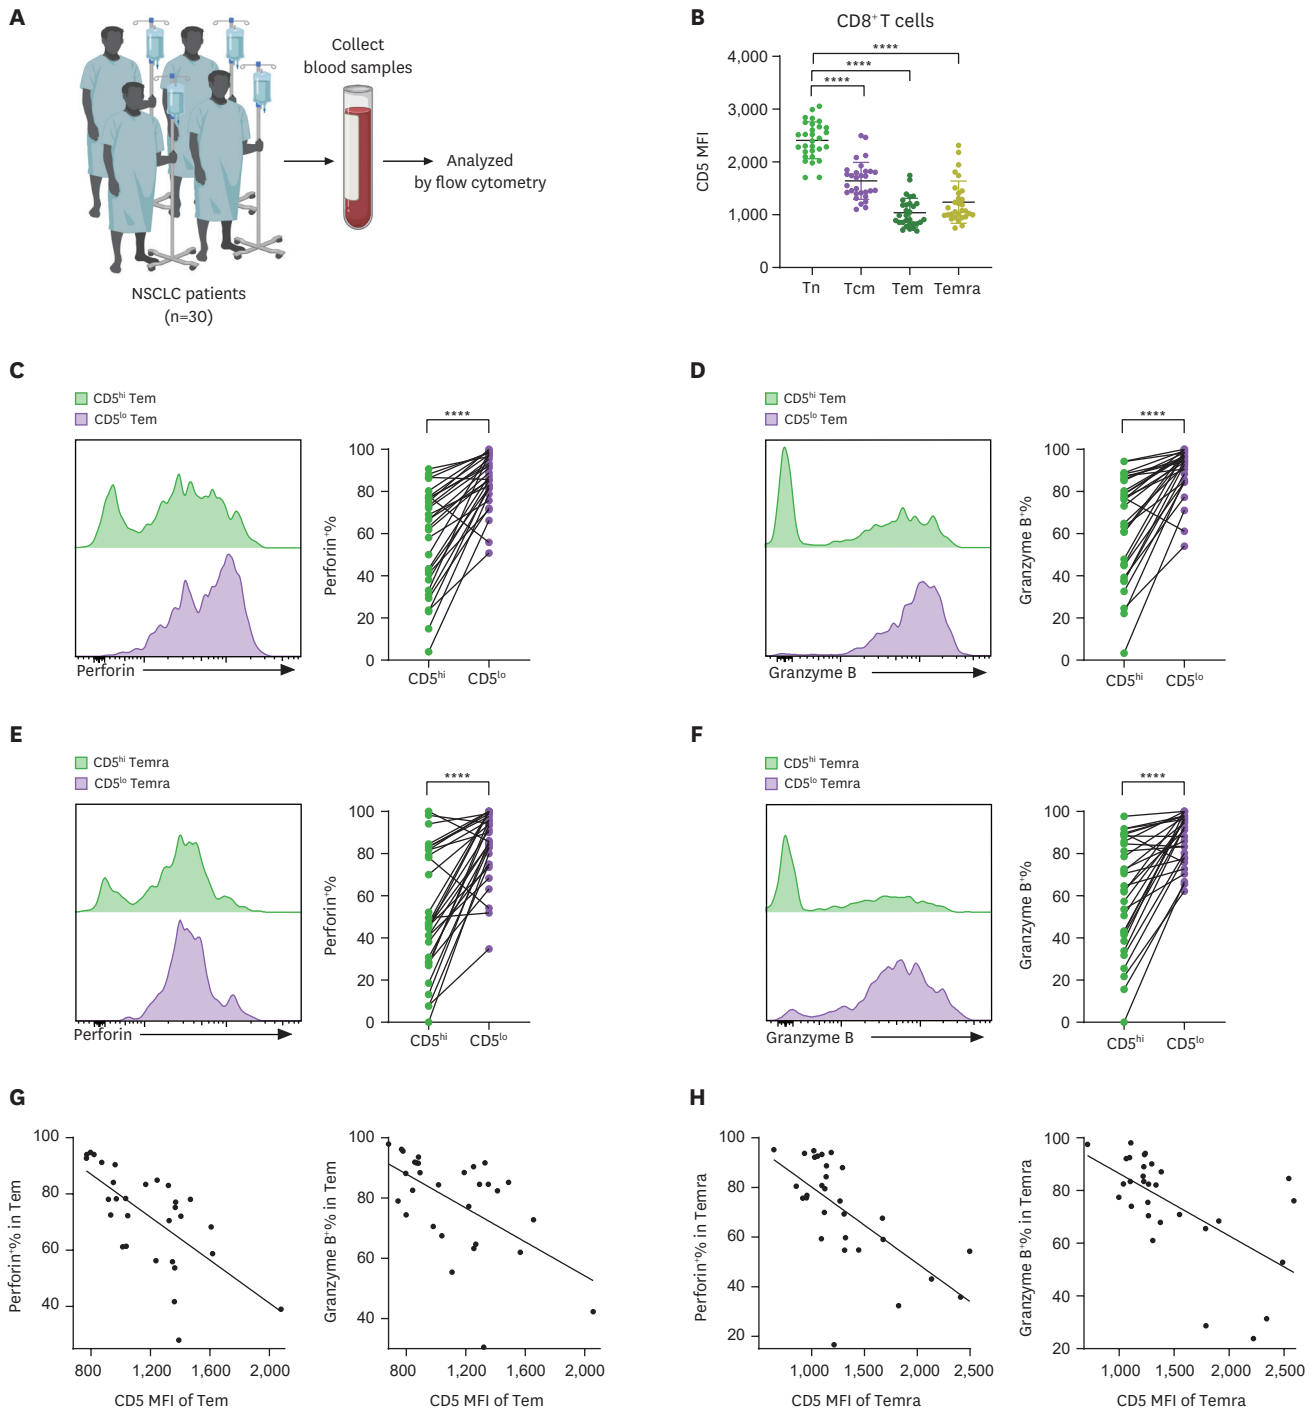 A
Collect
blood samples
Analyzed
by flow cytometry
NSCLC patients
(n=30)
B
CD8⁺ T cells
****
****
****
CD5 MFI
4,000
3,000
2,000
1,000
0
Tn
Tcm
Tem
Temra
C
CD5ʰⁱ Tem
CD5ˡᵒ Tem
Perforin
****
Perforin⁺%
100
80
60
40
20
0
CD5ʰⁱ
CD5ˡᵒ
D
CD5ʰⁱ Tem
CD5ˡᵒ Tem
Granzyme B
****
Granzyme B⁺%
100
80
60
40
20
0
CD5ʰⁱ
CD5ˡᵒ
E
CD5ʰⁱ Temra
CD5ˡᵒ Temra
Perforin
****
Perforin⁺%
100
80
60
40
20
0
CD5ʰⁱ
CD5ˡᵒ
F
CD5ʰⁱ Temra
CD5ˡᵒ Temra
Granzyme B
****
Granzyme B⁺%
100
80
60
40
20
0
CD5ʰⁱ
CD5ˡᵒ
G
Perforin⁺% in Tem
100
80
60
40
800
1,200
1,600
2,000
CD5 MFI of Tem
Granzyme B⁺% in Tem
100
80
60
40
800
1,200
1,600
2,000
CD5 MFI of Tem
H
Perforin⁺% in Temra
100
80
60
40
20
1,000
1,500
2,000
2,500
CD5 MFI of Temra
Granzyme B⁺% in Temra
100
80
60
40
20
1,000
1,500
2,000
2,500
CD5 MFI of Temra